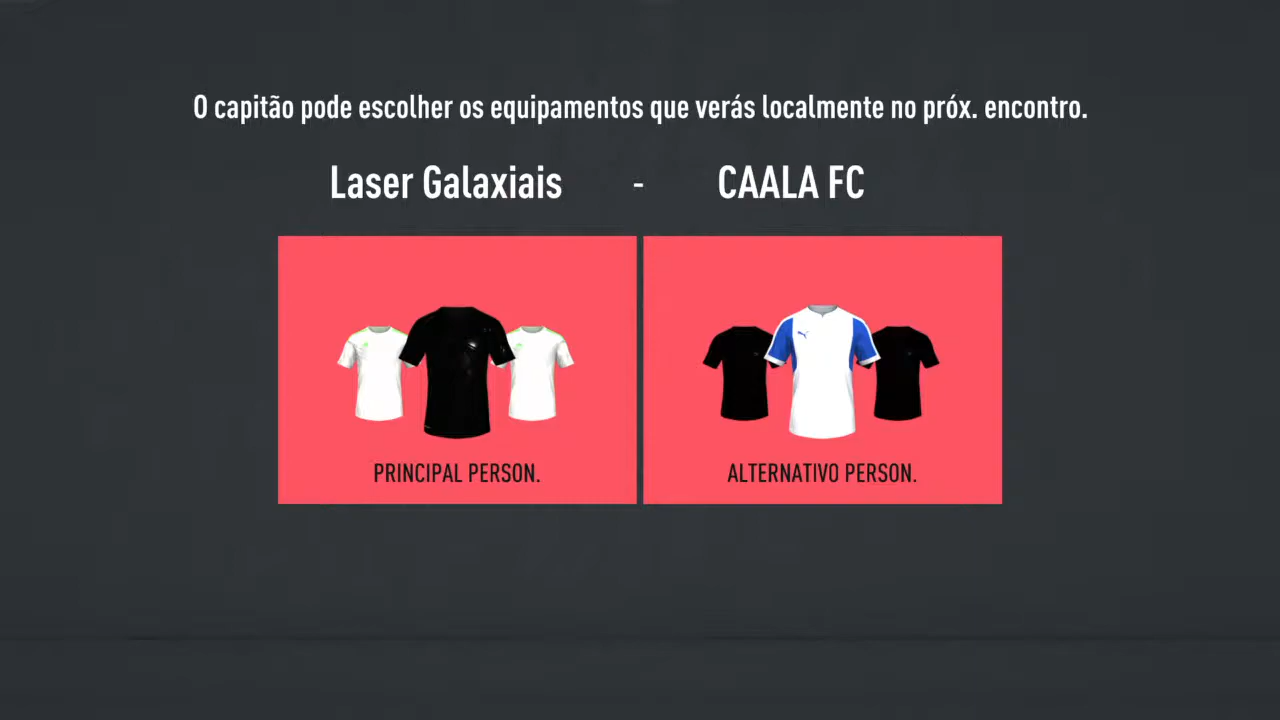 O capitão pode escolher os equipamentos que verás localmente no próx. encontro.
Laser Galaxiais - CAALA FC
PRINCIPAL PERSON.
ALTERNATIVO PERSON.